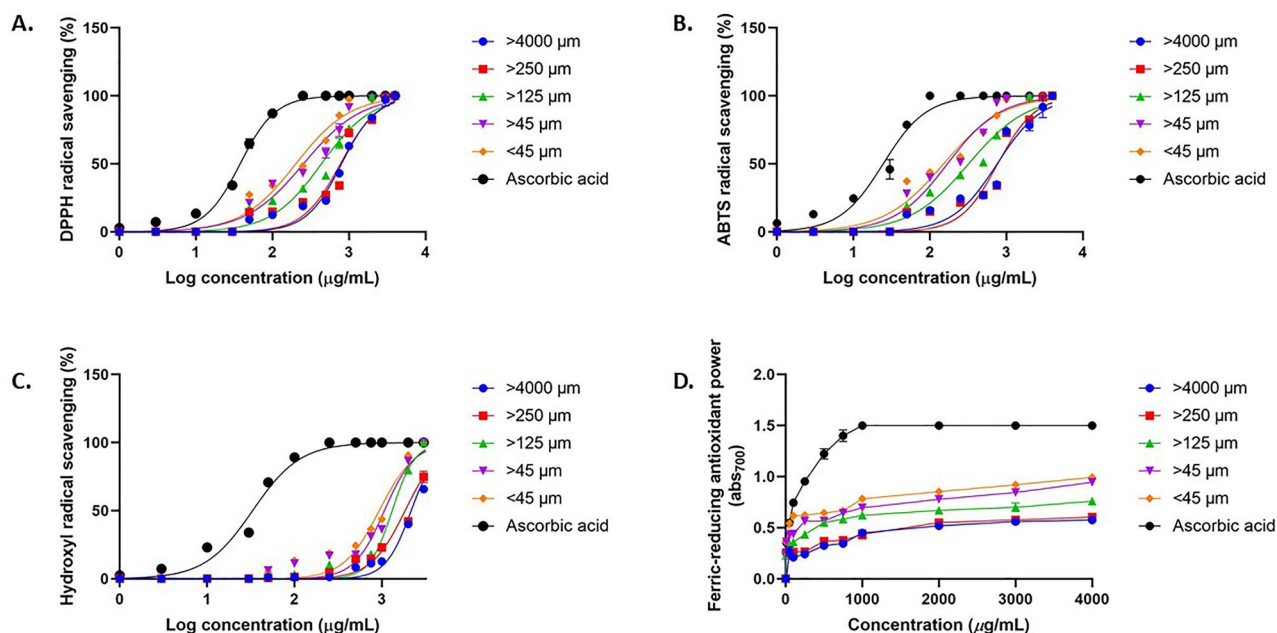 A.
DPPH radical scavenging (%)
150
100
50
0
0 1 2 3 4
Log concentration (µg/mL)
>4000 µm
>250 µm
>125 µm
>45 µm
<45 µm
Ascorbic acid
B.
ABTS radical scavenging (%)
150
100
50
0
0 1 2 3 4
Log concentration (µg/mL)
>4000 µm
>250 µm
>125 µm
>45 µm
<45 µm
Ascorbic acid
C.
Hydroxyl radical scavenging (%)
150
100
50
0
0 1 2 3
Log concentration (µg/mL)
>4000 µm
>250 µm
>125 µm
>45 µm
<45 µm
Ascorbic acid
D.
Ferric-reducing antioxidant power
(abs₇₀₀)
2.0
1.5
1.0
0.5
0.0
0 1000 2000 3000 4000
Concentration (µg/mL)
>4000 µm
>250 µm
>125 µm
>45 µm
<45 µm
Ascorbic acid